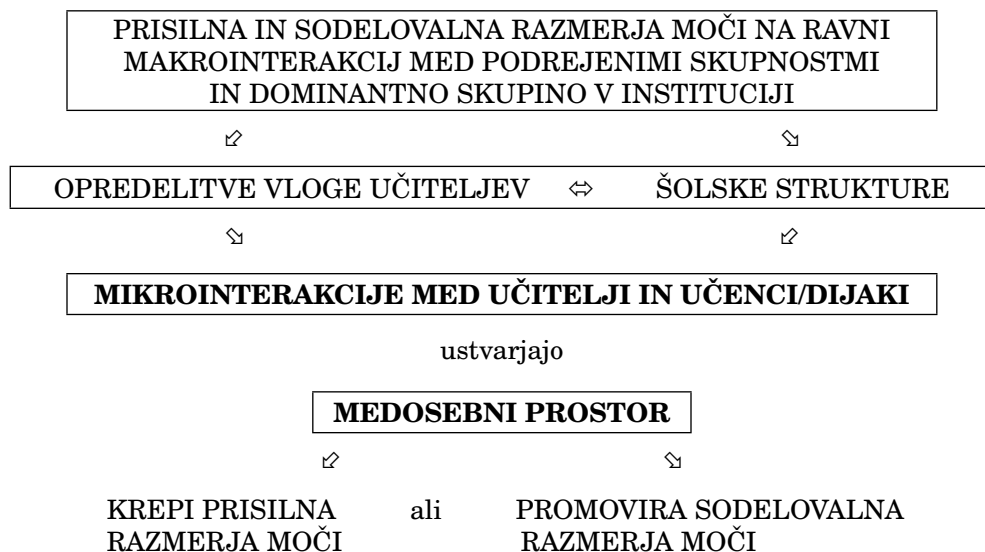 PRISILNA IN SODELOVALNA RAZMERJA MOČI NA RAVNI
MAKROINTERAKCIJ MED PODREJENIMI SKUPNOSTMI
IN DOMINANTNO SKUPINO V INSTITUCIJI
OPREDELITVE VLOGE UČITELJEV ⇔ ŠOLSKE STRUKTURE
MIKROINTERAKCIJE MED UČITELJI IN UČENCI/DIJAKI
ustvarjajo
MEDOSEBNI PROSTOR
KREPI PRISILNA ali PROMOVIRA SODELOVALNA
RAZMERJA MOČI RAZMERJA MOČI